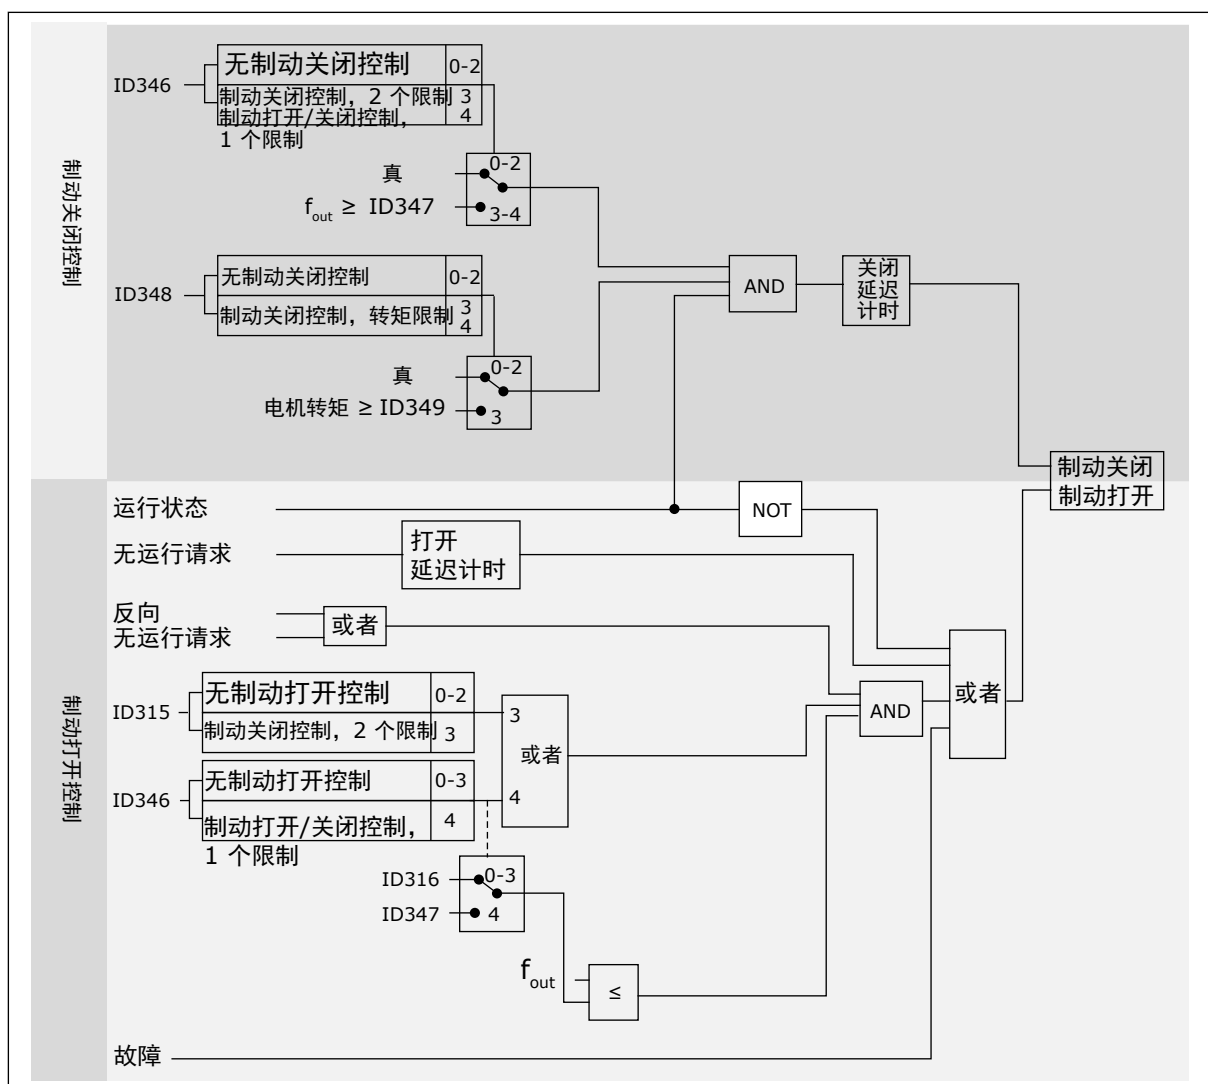 制动关闭控制
ID346
无制动关闭控制
0-2
制动关闭控制，2 个限制
3
制动打开/关闭控制，
4
1 个限制
真
0-2
f_out ≥ ID347
3-4
ID348
无制动关闭控制
0-2
制动关闭控制，转矩限制
3
4
真
0-2
电机转矩 ≥ ID349
3
AND
关闭
延迟
计时
制动关闭
制动打开
制动打开控制
运行状态
NOT
无运行请求
打开
延迟计时
反向
无运行请求
或者
ID315
无制动打开控制
0-2
制动关闭控制，2 个限制
3
ID346
无制动打开控制
0-3
制动打开/关闭控制，
4
1 个限制
3
或者
4
AND
或者
ID316
0-3
ID347
4
f_out
≤
故障